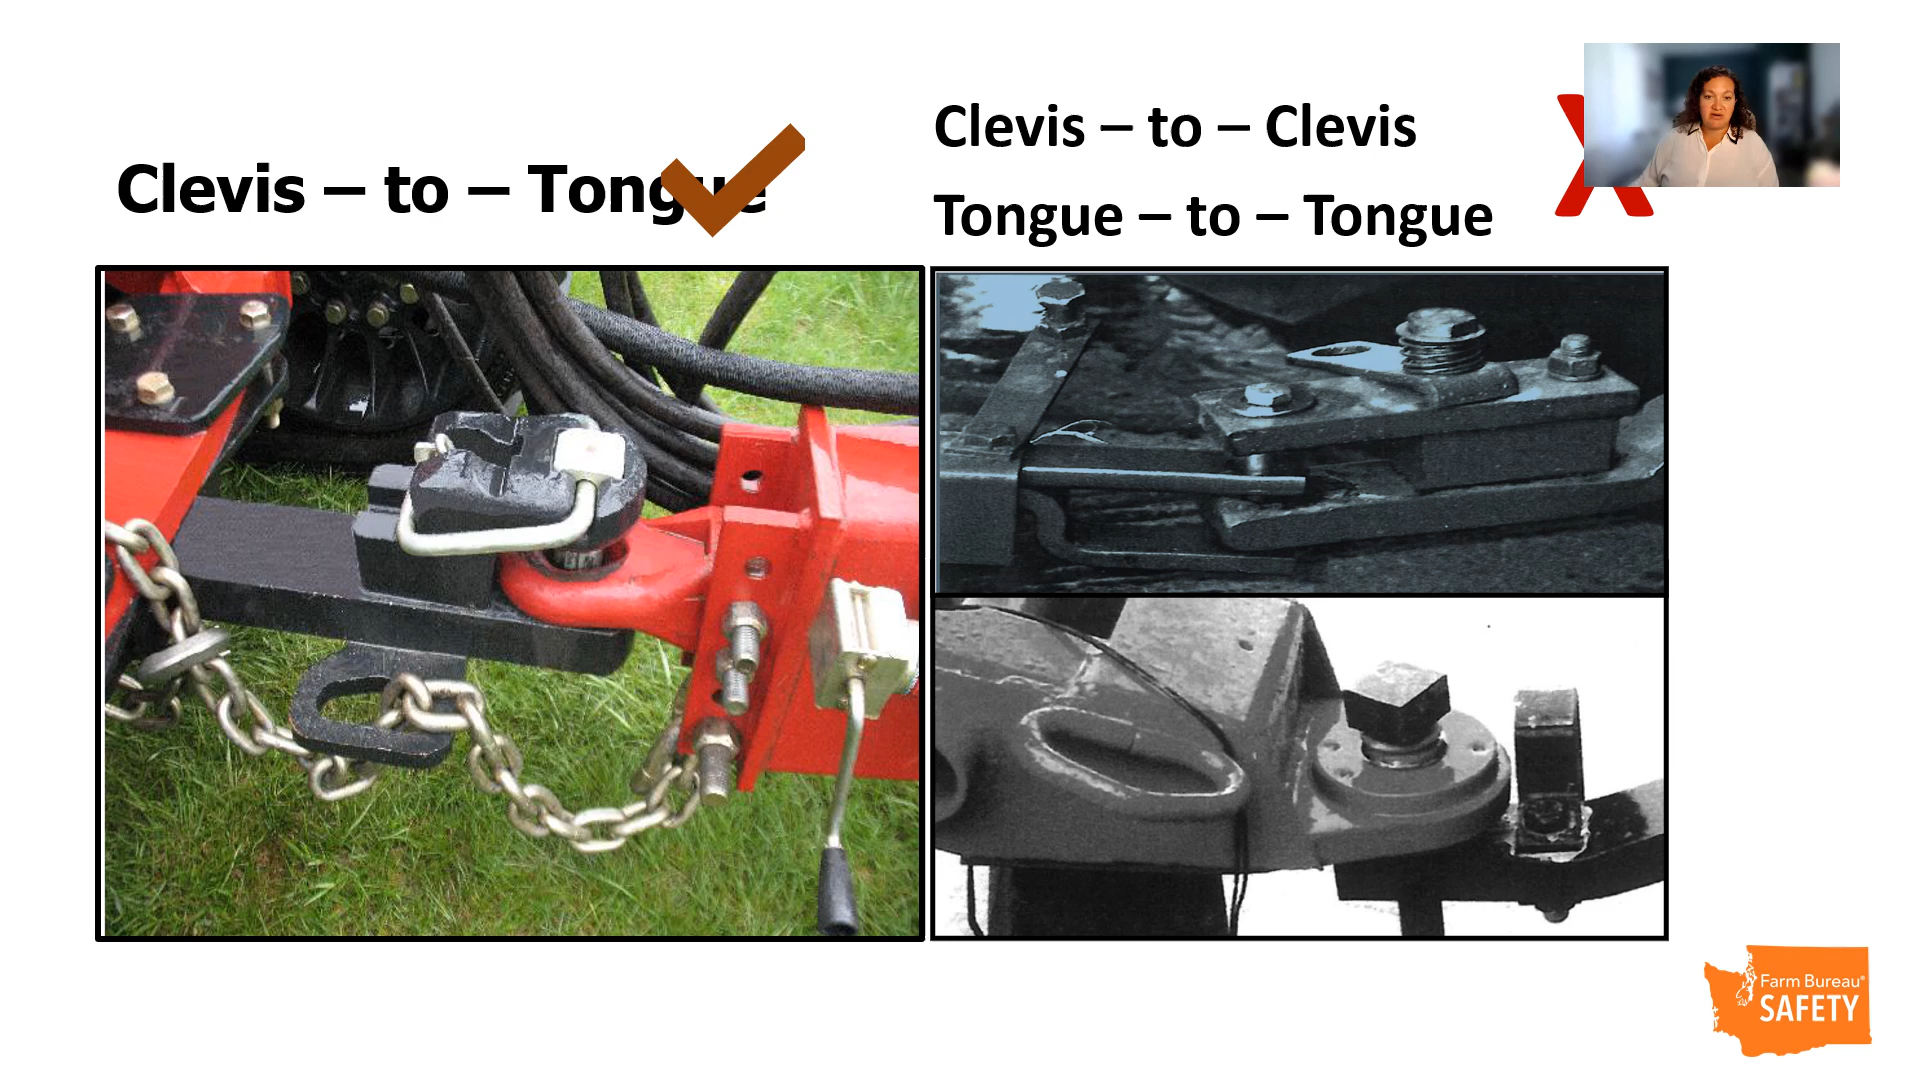 Clevis – to – Tongue
Clevis – to – Clevis
Tongue – to – Tongue
X
Farm Bureau®
SAFETY